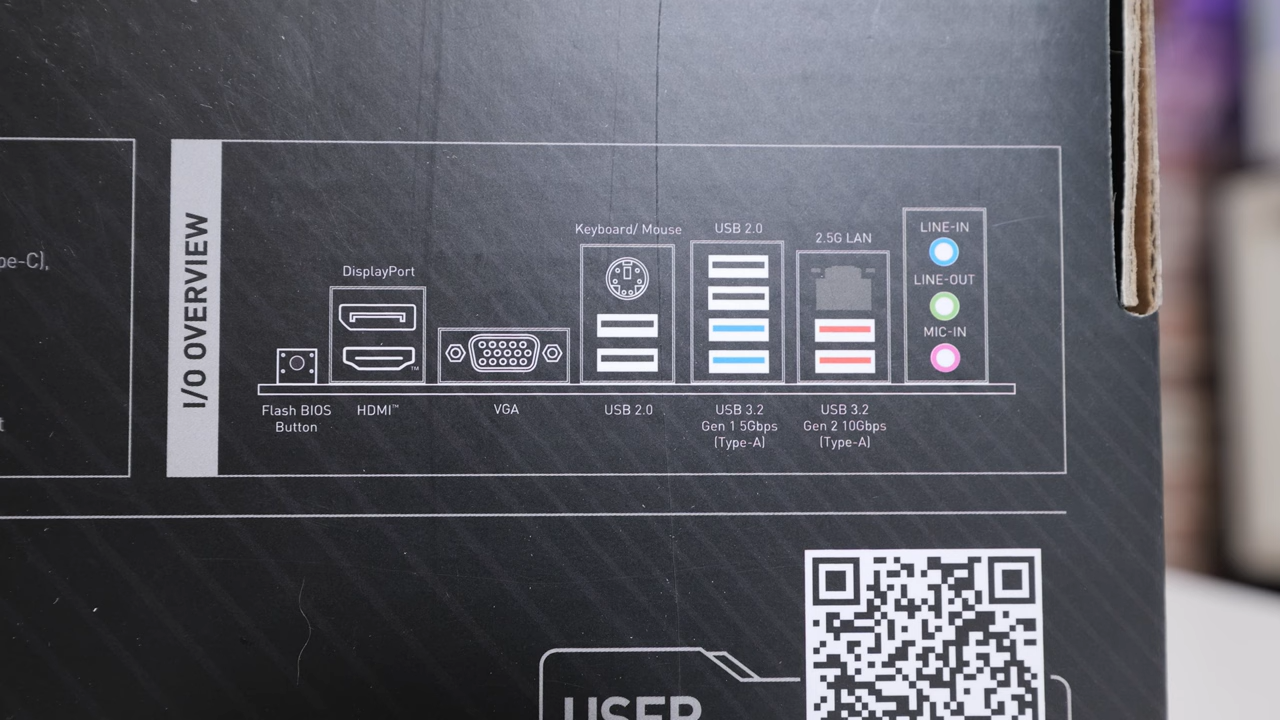 pe-C),
t
I/O OVERVIEW
DisplayPort
Keyboard/ Mouse
USB 2.0
2.5G LAN
LINE-IN
LINE-OUT
MIC-IN
TM
Flash BIOS
Button
HDMI™
VGA
USB 2.0
USB 3.2
Gen 1 5Gbps
(Type-A)
USB 3.2
Gen 2 10Gbps
(Type-A)
USER